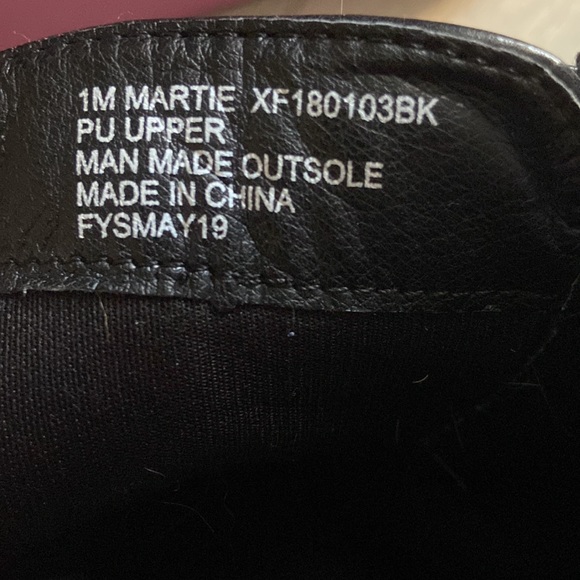 1M MARTIE XF180103BK
PU UPPER
MAN MADE OUTSOLE
MADE IN CHINA
FYSMAY19